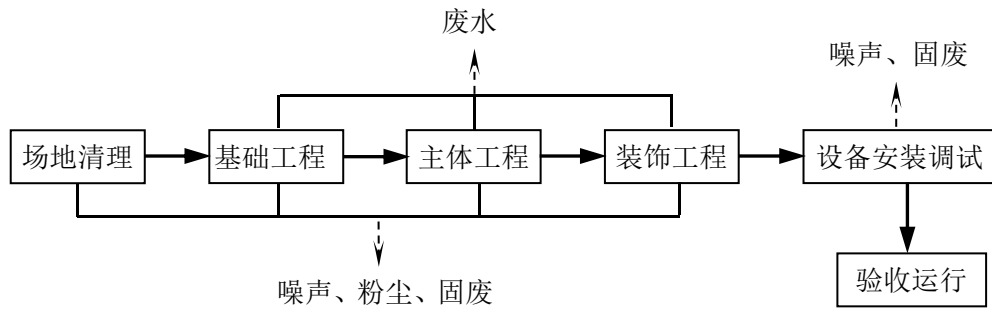 废水
噪声、固废
场地清理
基础工程
主体工程
装饰工程
设备安装调试
噪声、粉尘、固废
验收运行